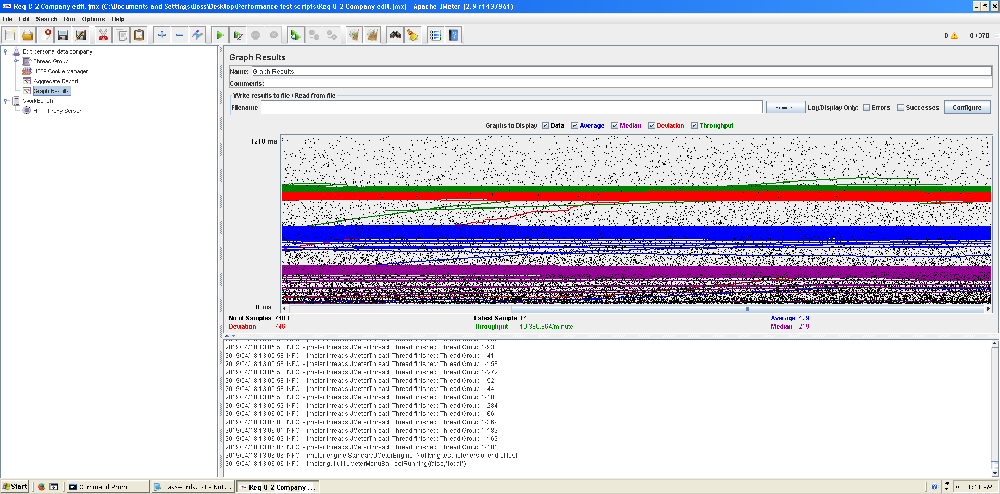 Req 8-2 Company edit.jmx (C:\Documents and Settings\Boss\Desktop\Performance test scripts\Req 8-2 Company edit.jmx) - Apache JMeter (2.9 r1437961)
File Edit Search Run Options Help
0 0 / 370
Edit personal data company
Thread Group
HTTP Cookie Manager
Aggregate Report
Graph Results
WorkBench
HTTP Proxy Server
Graph Results
Name: Graph Results
Comments:
Write results to file / Read from file
Filename Browse... Log/Display Only: Errors Successes Configure
Graphs to Display Data Average Median Deviation Throughput
1210 ms
0 ms
No of Samples 74000 Latest Sample 14 Average 479
Deviation 746 Throughput 10,386.864/minute Median 219
2019/04/18 13:05:58 INFO - jmeter.threads.JMeterThread: Thread finished: Thread Group 1-93
2019/04/18 13:05:58 INFO - jmeter.threads.JMeterThread: Thread finished: Thread Group 1-41
2019/04/18 13:05:58 INFO - jmeter.threads.JMeterThread: Thread finished: Thread Group 1-158
2019/04/18 13:05:58 INFO - jmeter.threads.JMeterThread: Thread finished: Thread Group 1-272
2019/04/18 13:05:58 INFO - jmeter.threads.JMeterThread: Thread finished: Thread Group 1-52
2019/04/18 13:05:58 INFO - jmeter.threads.JMeterThread: Thread finished: Thread Group 1-44
2019/04/18 13:05:58 INFO - jmeter.threads.JMeterThread: Thread finished: Thread Group 1-180
2019/04/18 13:05:59 INFO - jmeter.threads.JMeterThread: Thread finished: Thread Group 1-284
2019/04/18 13:06:00 INFO - jmeter.threads.JMeterThread: Thread finished: Thread Group 1-66
2019/04/18 13:06:00 INFO - jmeter.threads.JMeterThread: Thread finished: Thread Group 1-369
2019/04/18 13:06:01 INFO - jmeter.threads.JMeterThread: Thread finished: Thread Group 1-183
2019/04/18 13:06:02 INFO - jmeter.threads.JMeterThread: Thread finished: Thread Group 1-162
2019/04/18 13:06:06 INFO - jmeter.threads.JMeterThread: Thread finished: Thread Group 1-101
2019/04/18 13:06:06 INFO - jmeter.engine.StandardJMeterEngine: Notifying test listeners of end of test
2019/04/18 13:06:06 INFO - jmeter.gui.util.JMeterMenuBar: setRunning(false,*local*)
Start Command Prompt passwords.txt - Not... Req 8-2 Company ... 1:11 PM